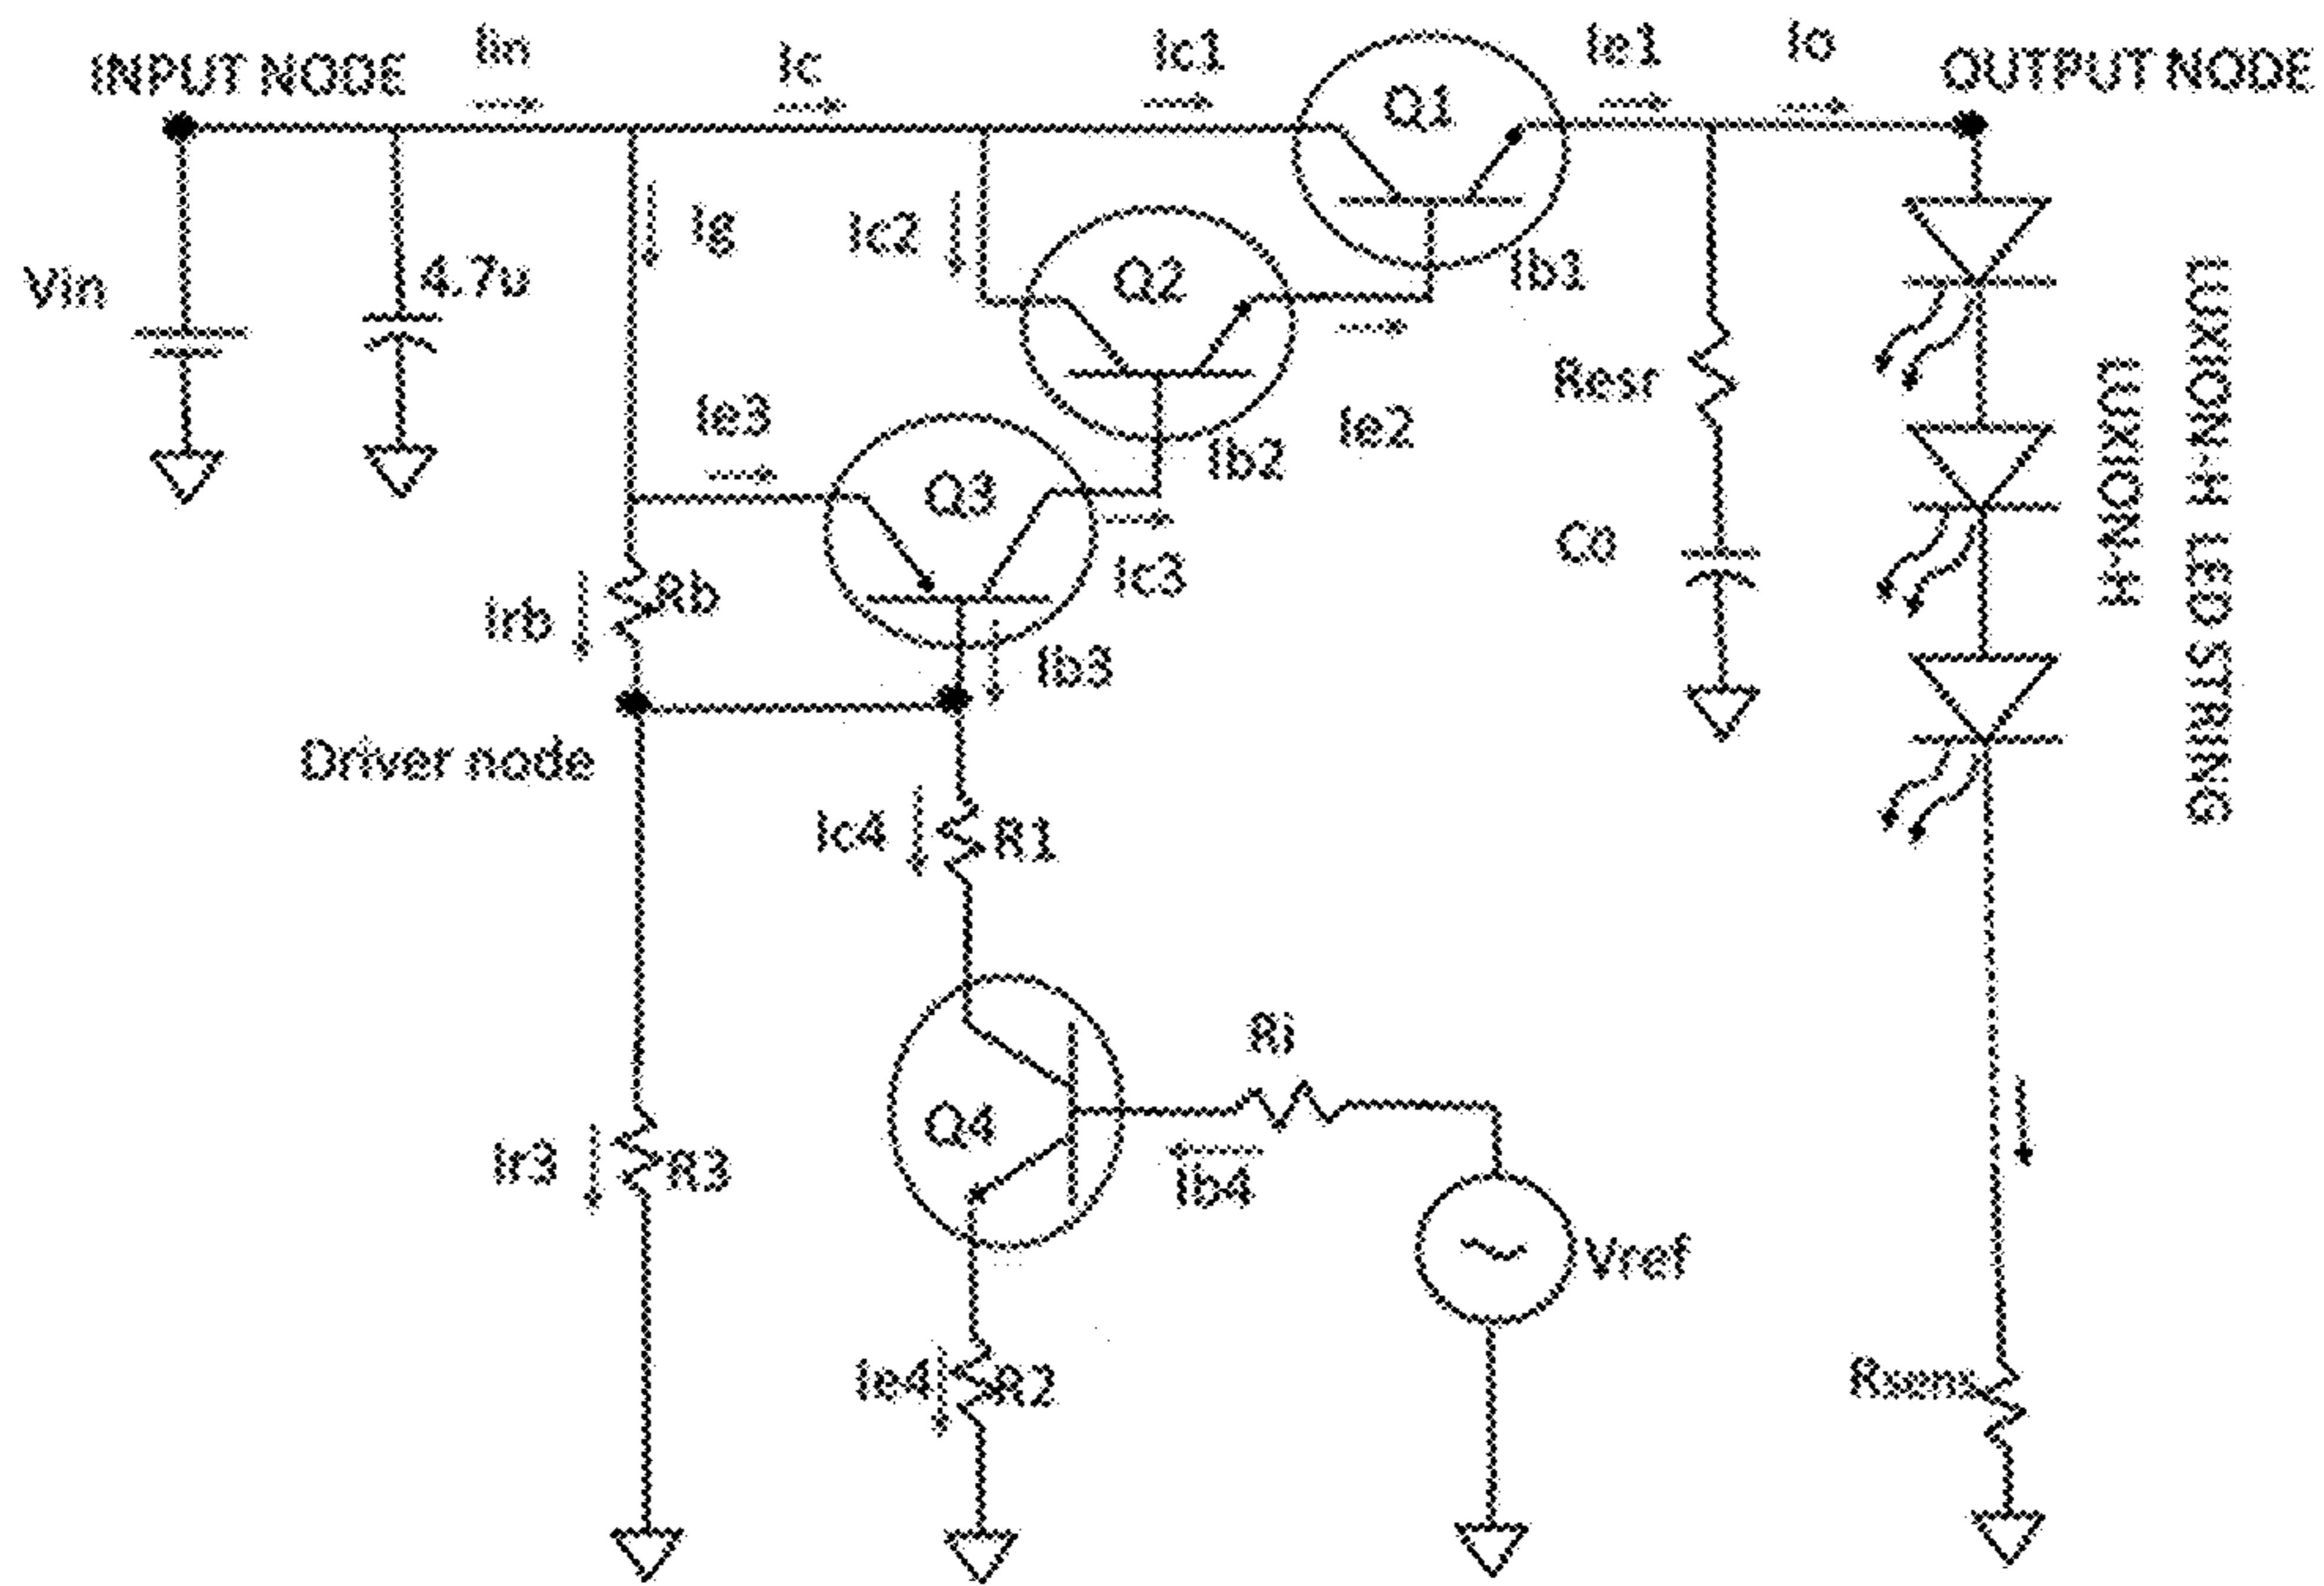 INPUT NODE
Iin
Ic
Ic1
Q1
Ie1
Io
OUTPUT NODE
Vin
4.7u
Ig
Ic2
Q2
Ib1
Resr
LUXION-H LED STRING
LUXION-H
Ie3
Q3
Ib2
Ie2
Co
Ic3
Irb
Rb
Ib3
Driver node
Ic4
R1
Ri
Q4
Ir3
R3
Ib4
Vref
Ie4
R2
Rsens